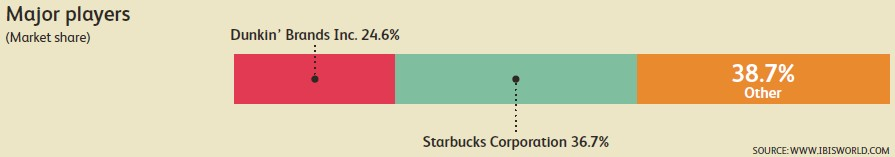 Major players
(Market share)
Dunkin’ Brands Inc. 24.6%
38.7%
Other
Starbucks Corporation 36.7%
SOURCE: WWW.IBISWORLD.COM